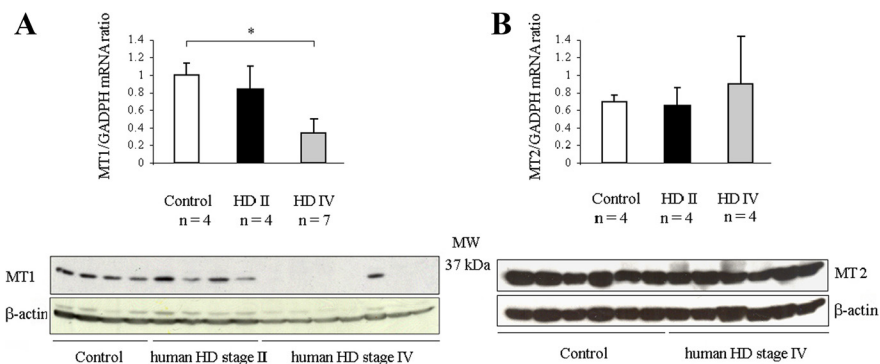 A
MT1/GADPH mRNA ratio
1.4
1.2
1
0.8
0.6
0.4
0.2
0
*
Control
n = 4
HD II
n = 4
HD IV
n = 7
MT1
β-actin
Control
human HD stage II
human HD stage IV
MW
37 kDa
B
MT2/GADPH mRNA ratio
1.4
1.2
1
0.8
0.6
0.4
0.2
0
Control
n = 4
HD II
n = 4
HD IV
n = 4
MT 2
β-actin
Control
human HD stage IV